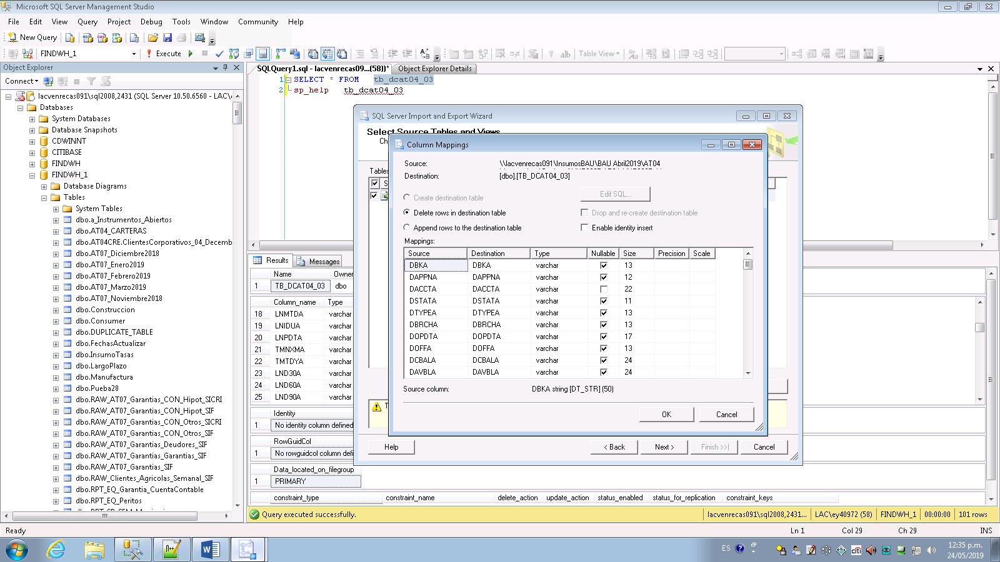 Microsoft SQL Server Management Studio
File Edit View Query Project Debug Tools Window Community Help
New Query
FINDWH_1 Execute Table View
Object Explorer
SQLQuery1.sql - lacvenrecas09...(58))* Object Explorer Details
Connect
1 SELECT * FROM tb_dcat04_03
2 sp_help tb_dcat04_03
lacvenrecas091\sql2008,2431 (SQL Server 10.50.6560 - LAC\
Databases
System Databases
Database Snapshots
CDWINNT
CITIBASE
FINDWH
FINDWH_1
Database Diagrams
Tables
System Tables
dbo.a_Instrumentos_Abiertos
dbo.AT04_CARTERAS
dbo.AT04CRE.ClientesCorporativos_04_Decemb
dbo.AT07_Diciembre2018
dbo.AT07_Enero2019
dbo.AT07_Febrero2019
dbo.AT07_Marzo2019
dbo.AT07_Noviembre2018
dbo.Construccion
dbo.Consumer
dbo.DUPLICATE_TABLE
dbo.FechasActualizar
dbo.InsumoTasas
dbo.LargoPlazo
dbo.Manufactura
dbo.Pueba28
dbo.RAW_AT07_Garantias_CON_Hipot_SICRI
dbo.RAW_AT07_Garantias_CON_Hipot_SIF
dbo.RAW_AT07_Garantias_CON_Otros_SICRI
dbo.RAW_AT07_Garantias_CON_Otros_SIF
dbo.RAW_AT07_Garantias_Deudores_SIF
dbo.RAW_AT07_Garantias_Garantias_SIF
dbo.RAW_AT07_Garantias_SIF
dbo.RAW_Clientes_Agricolas_Semanal_SIF
dbo.RPT_EQ_Garantia_CuentaContable
dbo.RPT_EQ_Peritos
SQL Server Import and Export Wizard
Select Source Tables and Views
Ch
Tables
S
Column Mappings
Source: \\lacvenrecas091\InsumosBAU\BAU Abril2019\AT04
Destination: [dbo].[TB_DCAT04_03]
Create destination table Edit SQL...
Delete rows in destination table Drop and re-create destination table
Append rows to the destination table Enable identity insert
Mappings:
Source Destination Type Nullable Size Precision Scale
DBKA DBKA varchar 13
DAPPNA DAPPNA varchar 12
DACCTA DACCTA varchar 22
DSTATA DSTATA varchar 11
DTYPEA DTYPEA varchar 13
DBRCHA DBRCHA varchar 13
DOPDTA DOPDTA varchar 17
DOFFA DOFFA varchar 13
DCBALA DCBALA varchar 24
DAVBLA DAVBLA varchar 24
Source column: DBKA string [DT_STR] (50)
OK Cancel
T
Help < Back Next > Finish >>| Cancel
Results Messages
Name Owne
1 TB_DCAT04_03 dbo
Column_name Type
18 LNMTDA varchar
19 LNIDUA varchar
20 LNPDTA varchar
21 TMNXMA varchar
22 TMTDYA varchar
23 LND30A varchar
24 LND60A varchar
25 LND90A varchar
Identity
1 No identity column defined
RowGuidCol
1 No rowguidcol column defi
Data_located_on_filegroup
1 PRIMARY
constraint_type constraint_name delete_action update_action status_enabled status_for_replication constraint_keys
Query executed successfully. lacvenrecas091\sql2008,2431... LAC\ey40972 (58) FINDWH_1 00:00:00 101 rows
Ready Ln 1 Col 29 Ch 29 INS
ES citi 12:35 p.m.
24/05/2019